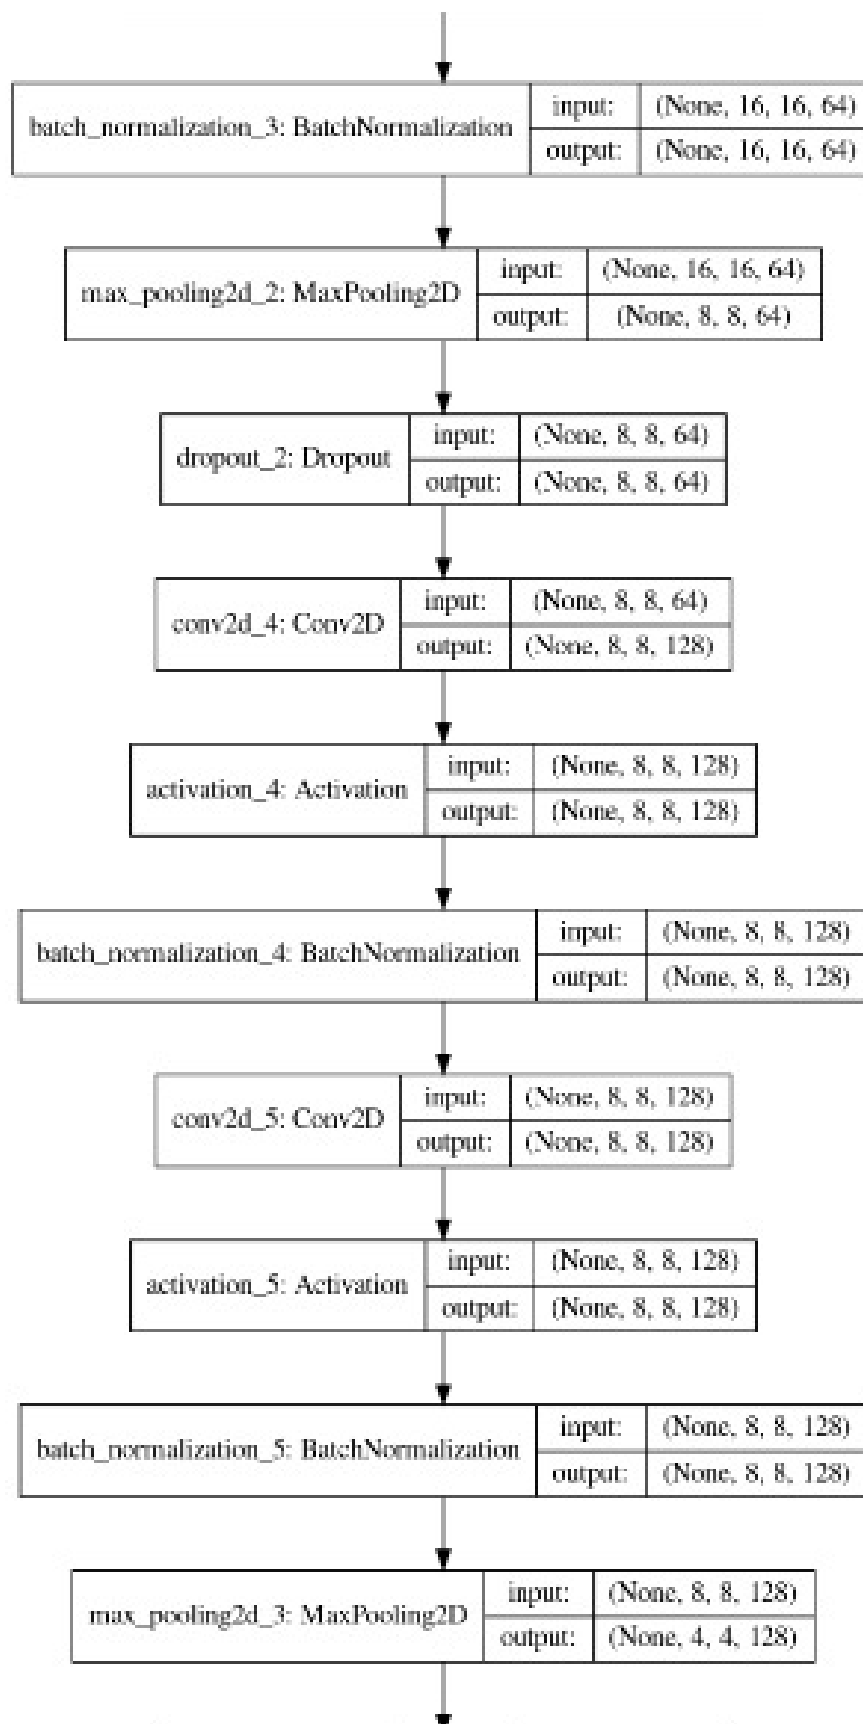 batch_normalization_3: BatchNormalization
input: (None, 16, 16, 64)
output: (None, 16, 16, 64)
max_pooling2d_2: MaxPooling2D
input: (None, 16, 16, 64)
output: (None, 8, 8, 64)
dropout_2: Dropout
input: (None, 8, 8, 64)
output: (None, 8, 8, 64)
conv2d_4: Conv2D
input: (None, 8, 8, 64)
output: (None, 8, 8, 128)
activation_4: Activation
input: (None, 8, 8, 128)
output: (None, 8, 8, 128)
batch_normalization_4: BatchNormalization
input: (None, 8, 8, 128)
output: (None, 8, 8, 128)
conv2d_5: Conv2D
input: (None, 8, 8, 128)
output: (None, 8, 8, 128)
activation_5: Activation
input: (None, 8, 8, 128)
output: (None, 8, 8, 128)
batch_normalization_5: BatchNormalization
input: (None, 8, 8, 128)
output: (None, 8, 8, 128)
max_pooling2d_3: MaxPooling2D
input: (None, 8, 8, 128)
output: (None, 4, 4, 128)